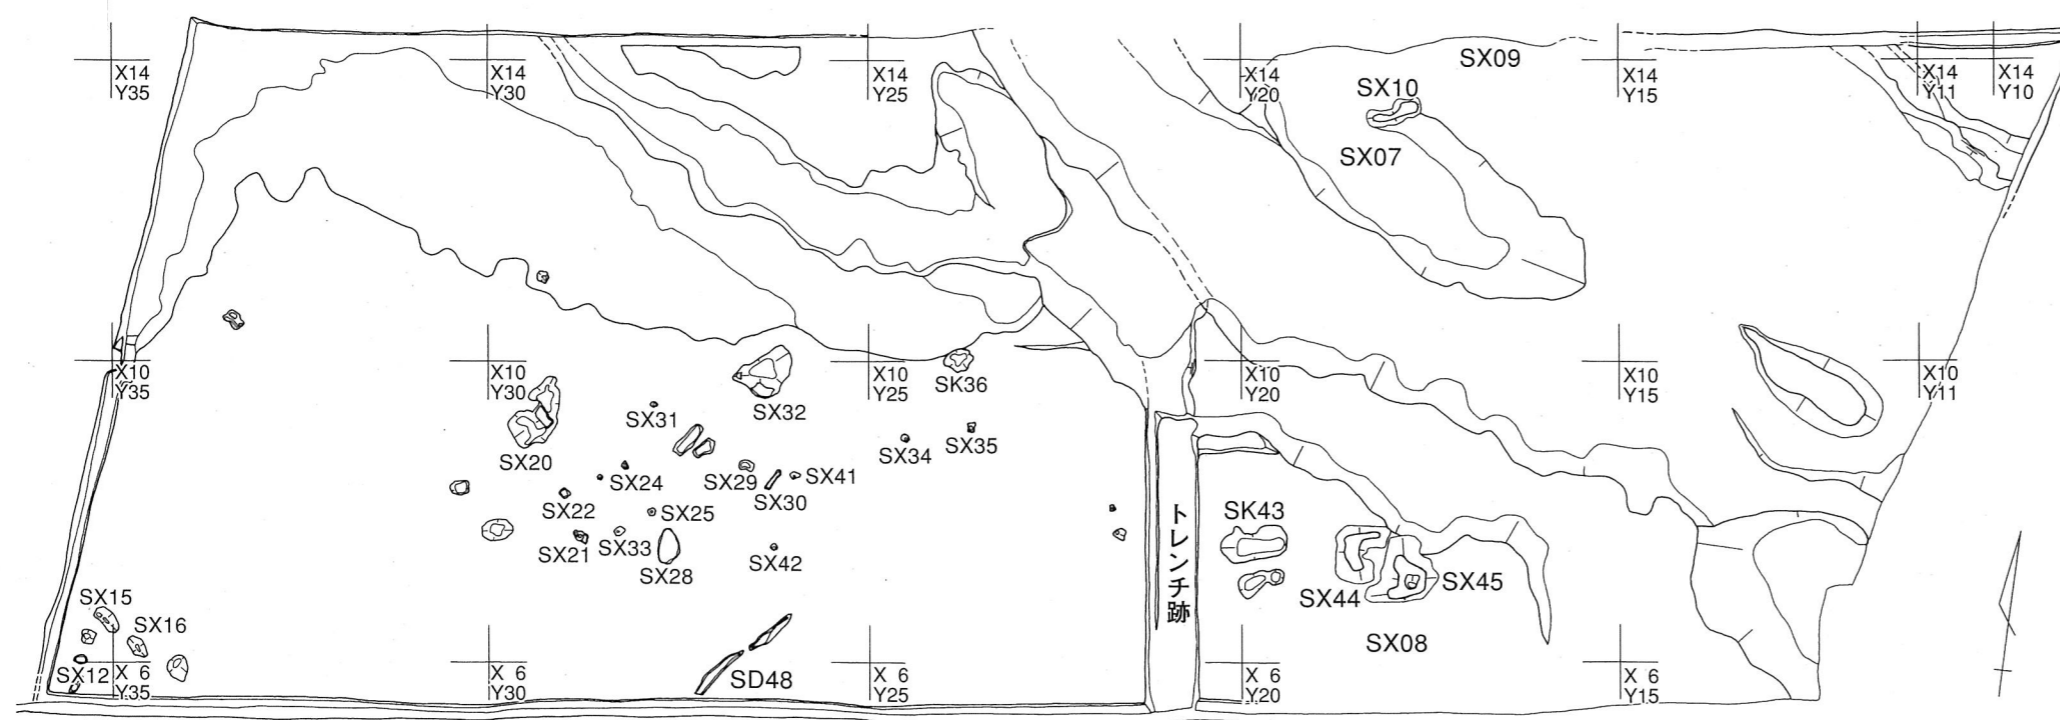 SX09
X14
Y35
X14
Y30
X14
Y25
X14
Y20
X14
Y15
X14
Y11
X14
Y10
SX10
SX07
X10
Y35
X10
Y30
X10
Y25
X10
Y20
X10
Y15
X10
Y11
SX32
SK36
SX31
SX20
SX34
SX35
SX24
SX29
SX41
SX30
SX22
SX25
SX21
SX33
SX28
SX42
トレンチ跡
SK43
SX44
SX45
SX08
SX15
SX16
SX12
X 6
Y35
X 6
Y30
SD48
X 6
Y25
X 6
Y20
X 6
Y15